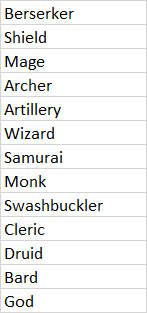 Berserker
Shield
Mage
Archer
Artillery
Wizard
Samurai
Monk
Swashbuckler
Cleric
Druid
Bard
God